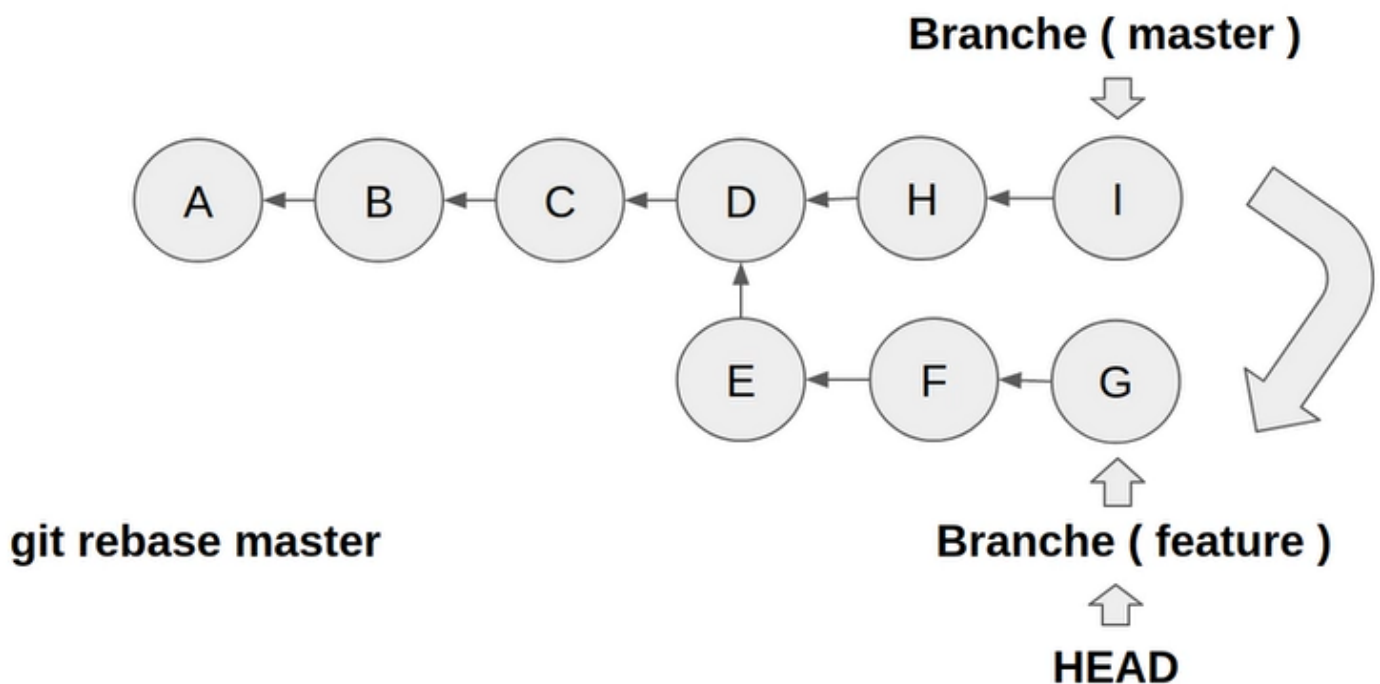 Branche ( master )
A B C D H I
E F G
git rebase master
Branche ( feature )
HEAD